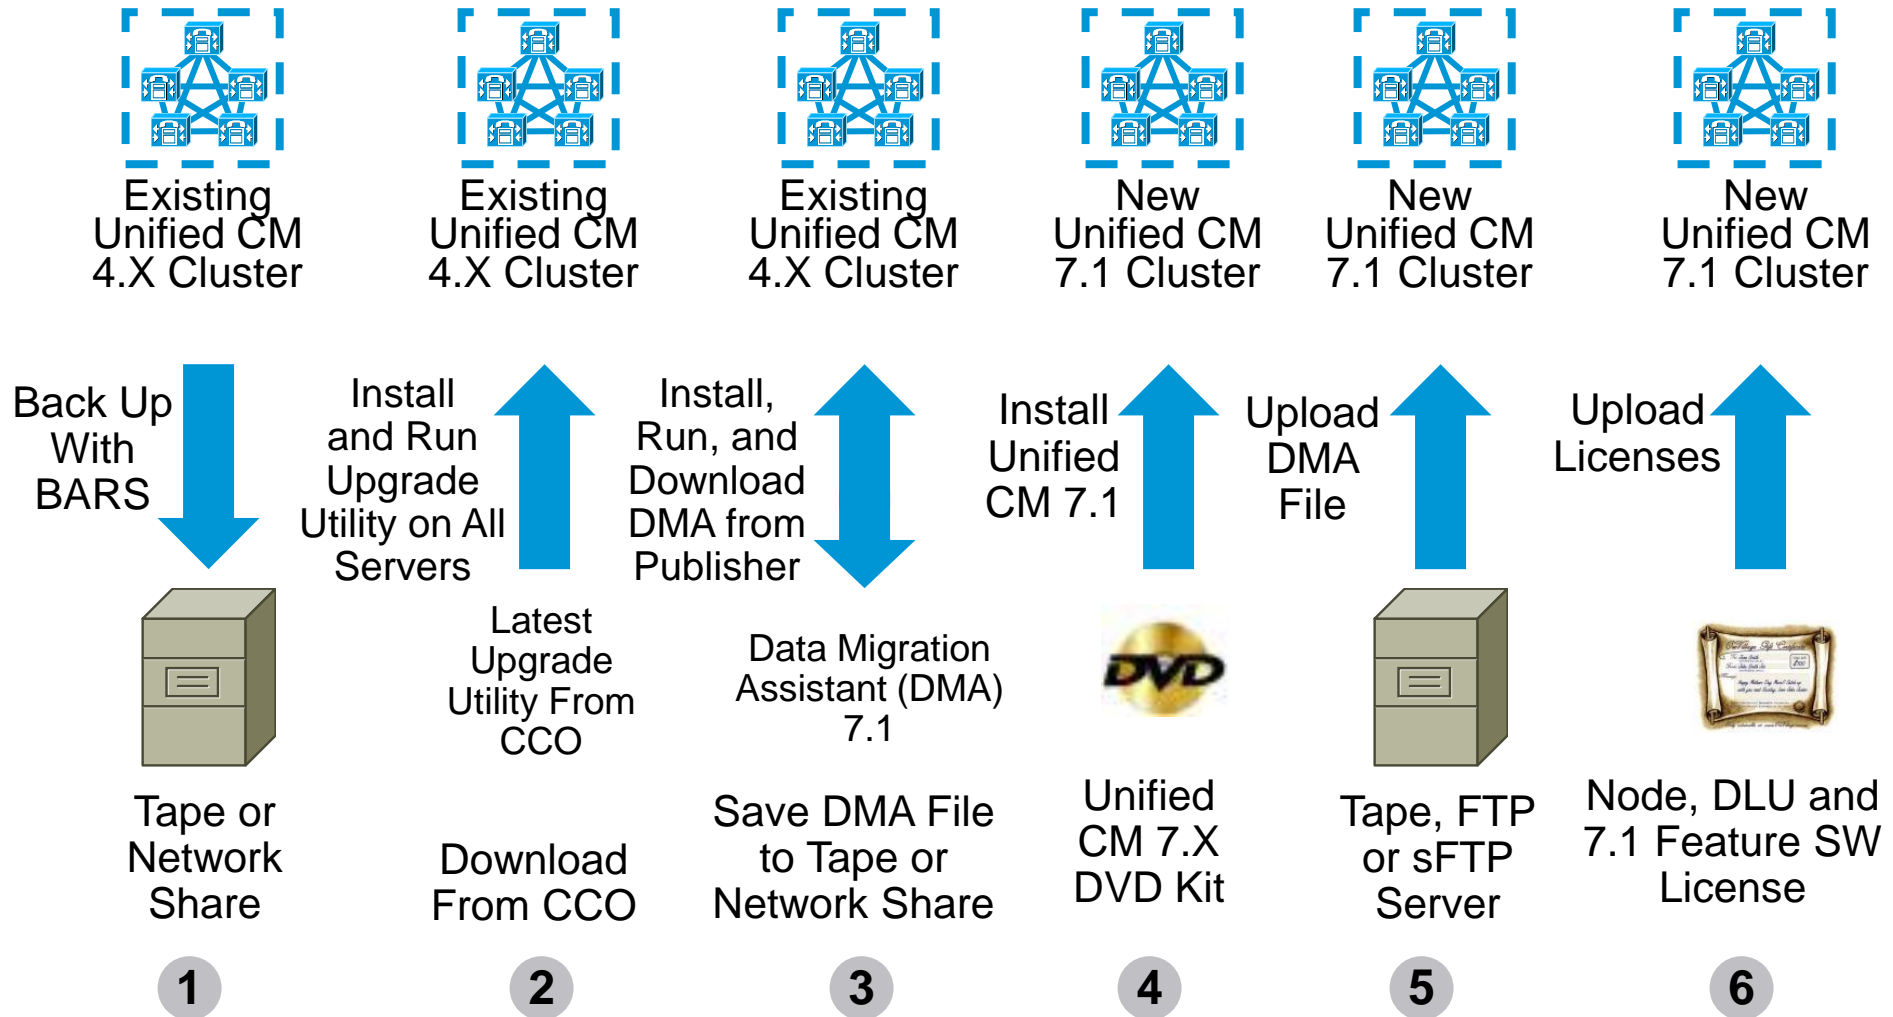 Existing
Unified CM
4.X Cluster
Back Up
With
BARS
Tape or
Network
Share
1
Existing
Unified CM
4.X Cluster
Install
and Run
Upgrade
Utility on All
Servers
Latest
Upgrade
Utility From
CCO
Download
From CCO
2
Existing
Unified CM
4.X Cluster
Install,
Run, and
Download
DMA from
Publisher
Data Migration
Assistant (DMA)
7.1
Save DMA File
to Tape or
Network Share
3
New
Unified CM
7.1 Cluster
Install
Unified
CM 7.1
DVD
Unified
CM 7.X
DVD Kit
4
New
Unified CM
7.1 Cluster
Upload
DMA
File
Tape, FTP
or sFTP
Server
5
New
Unified CM
7.1 Cluster
Upload
Licenses
Node, DLU and
7.1 Feature SW
License
6